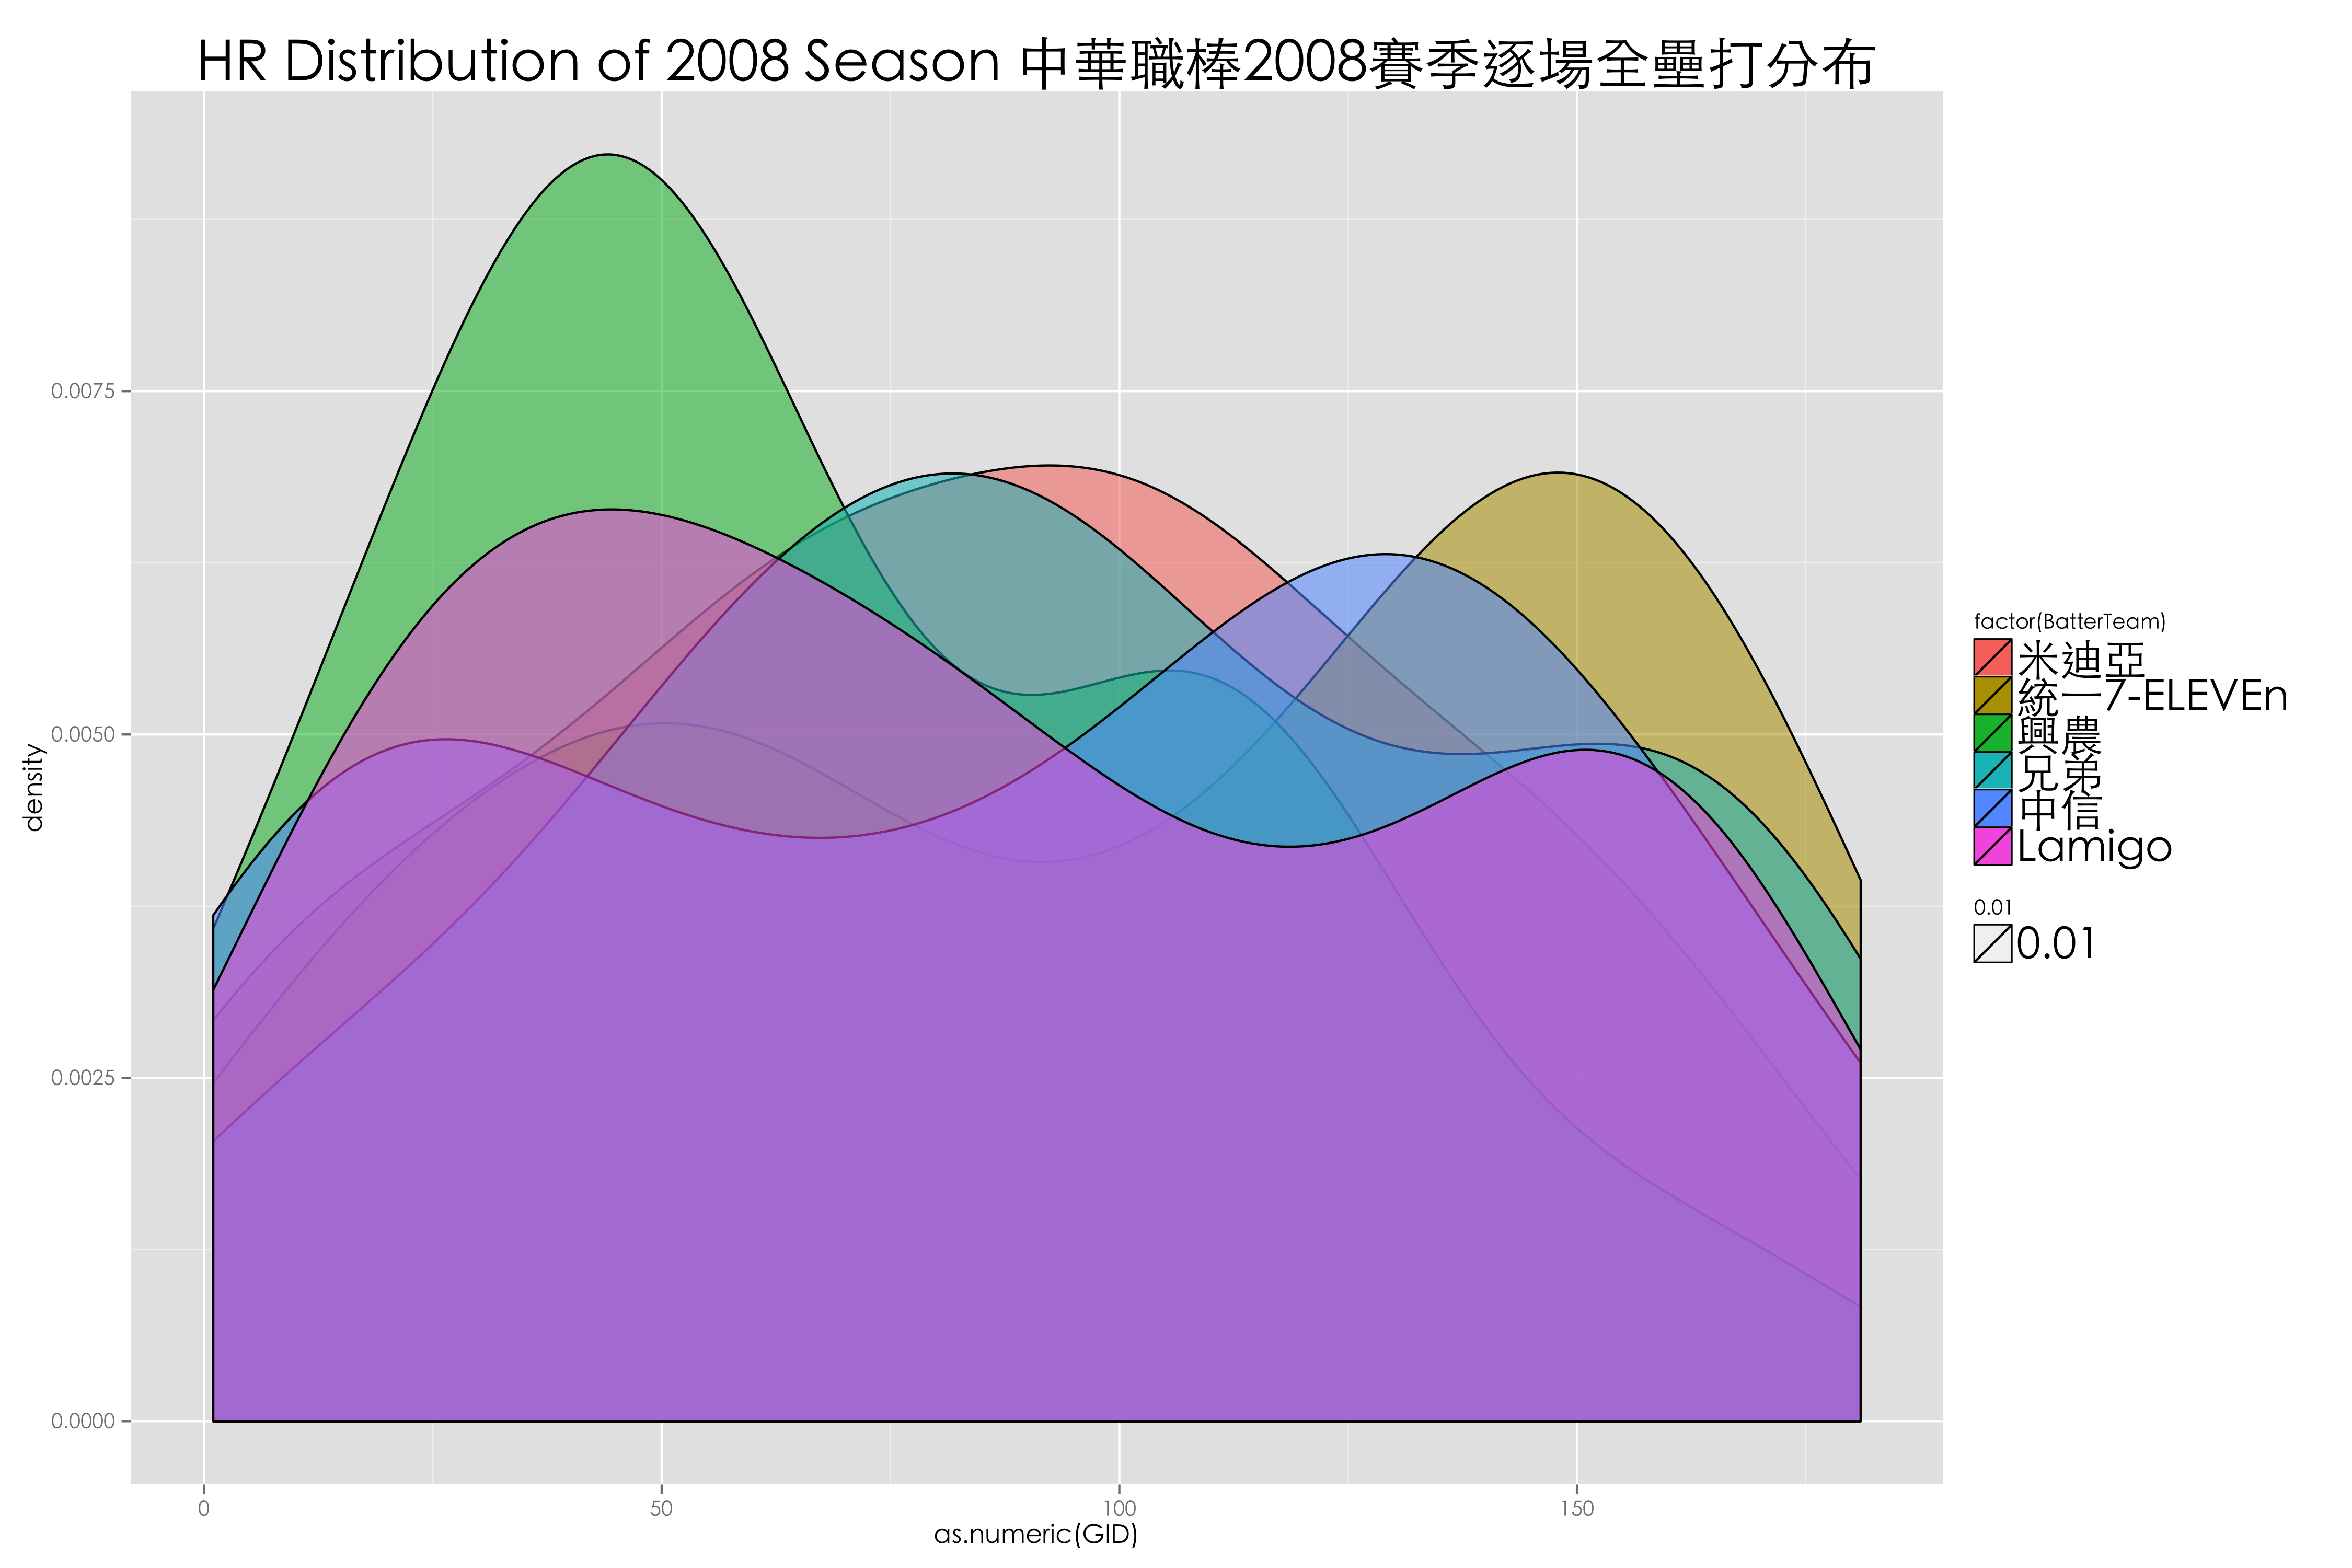 HR Distribution of 2008 Season 中華職棒2008賽季逐場全壘打分布
0.0075
0.0050
0.0025
0.0000
density
0
50
100
150
as.numeric(GID)
factor(BatterTeam)
米迪亞
統一7-ELEVEn
興農
兄弟
中信
Lamigo
0.01
0.01